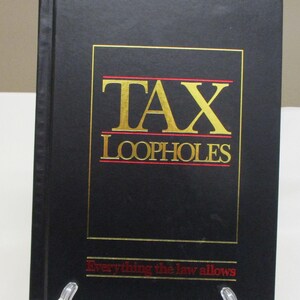 TAX
LOOPHOLES
Everything the law allows